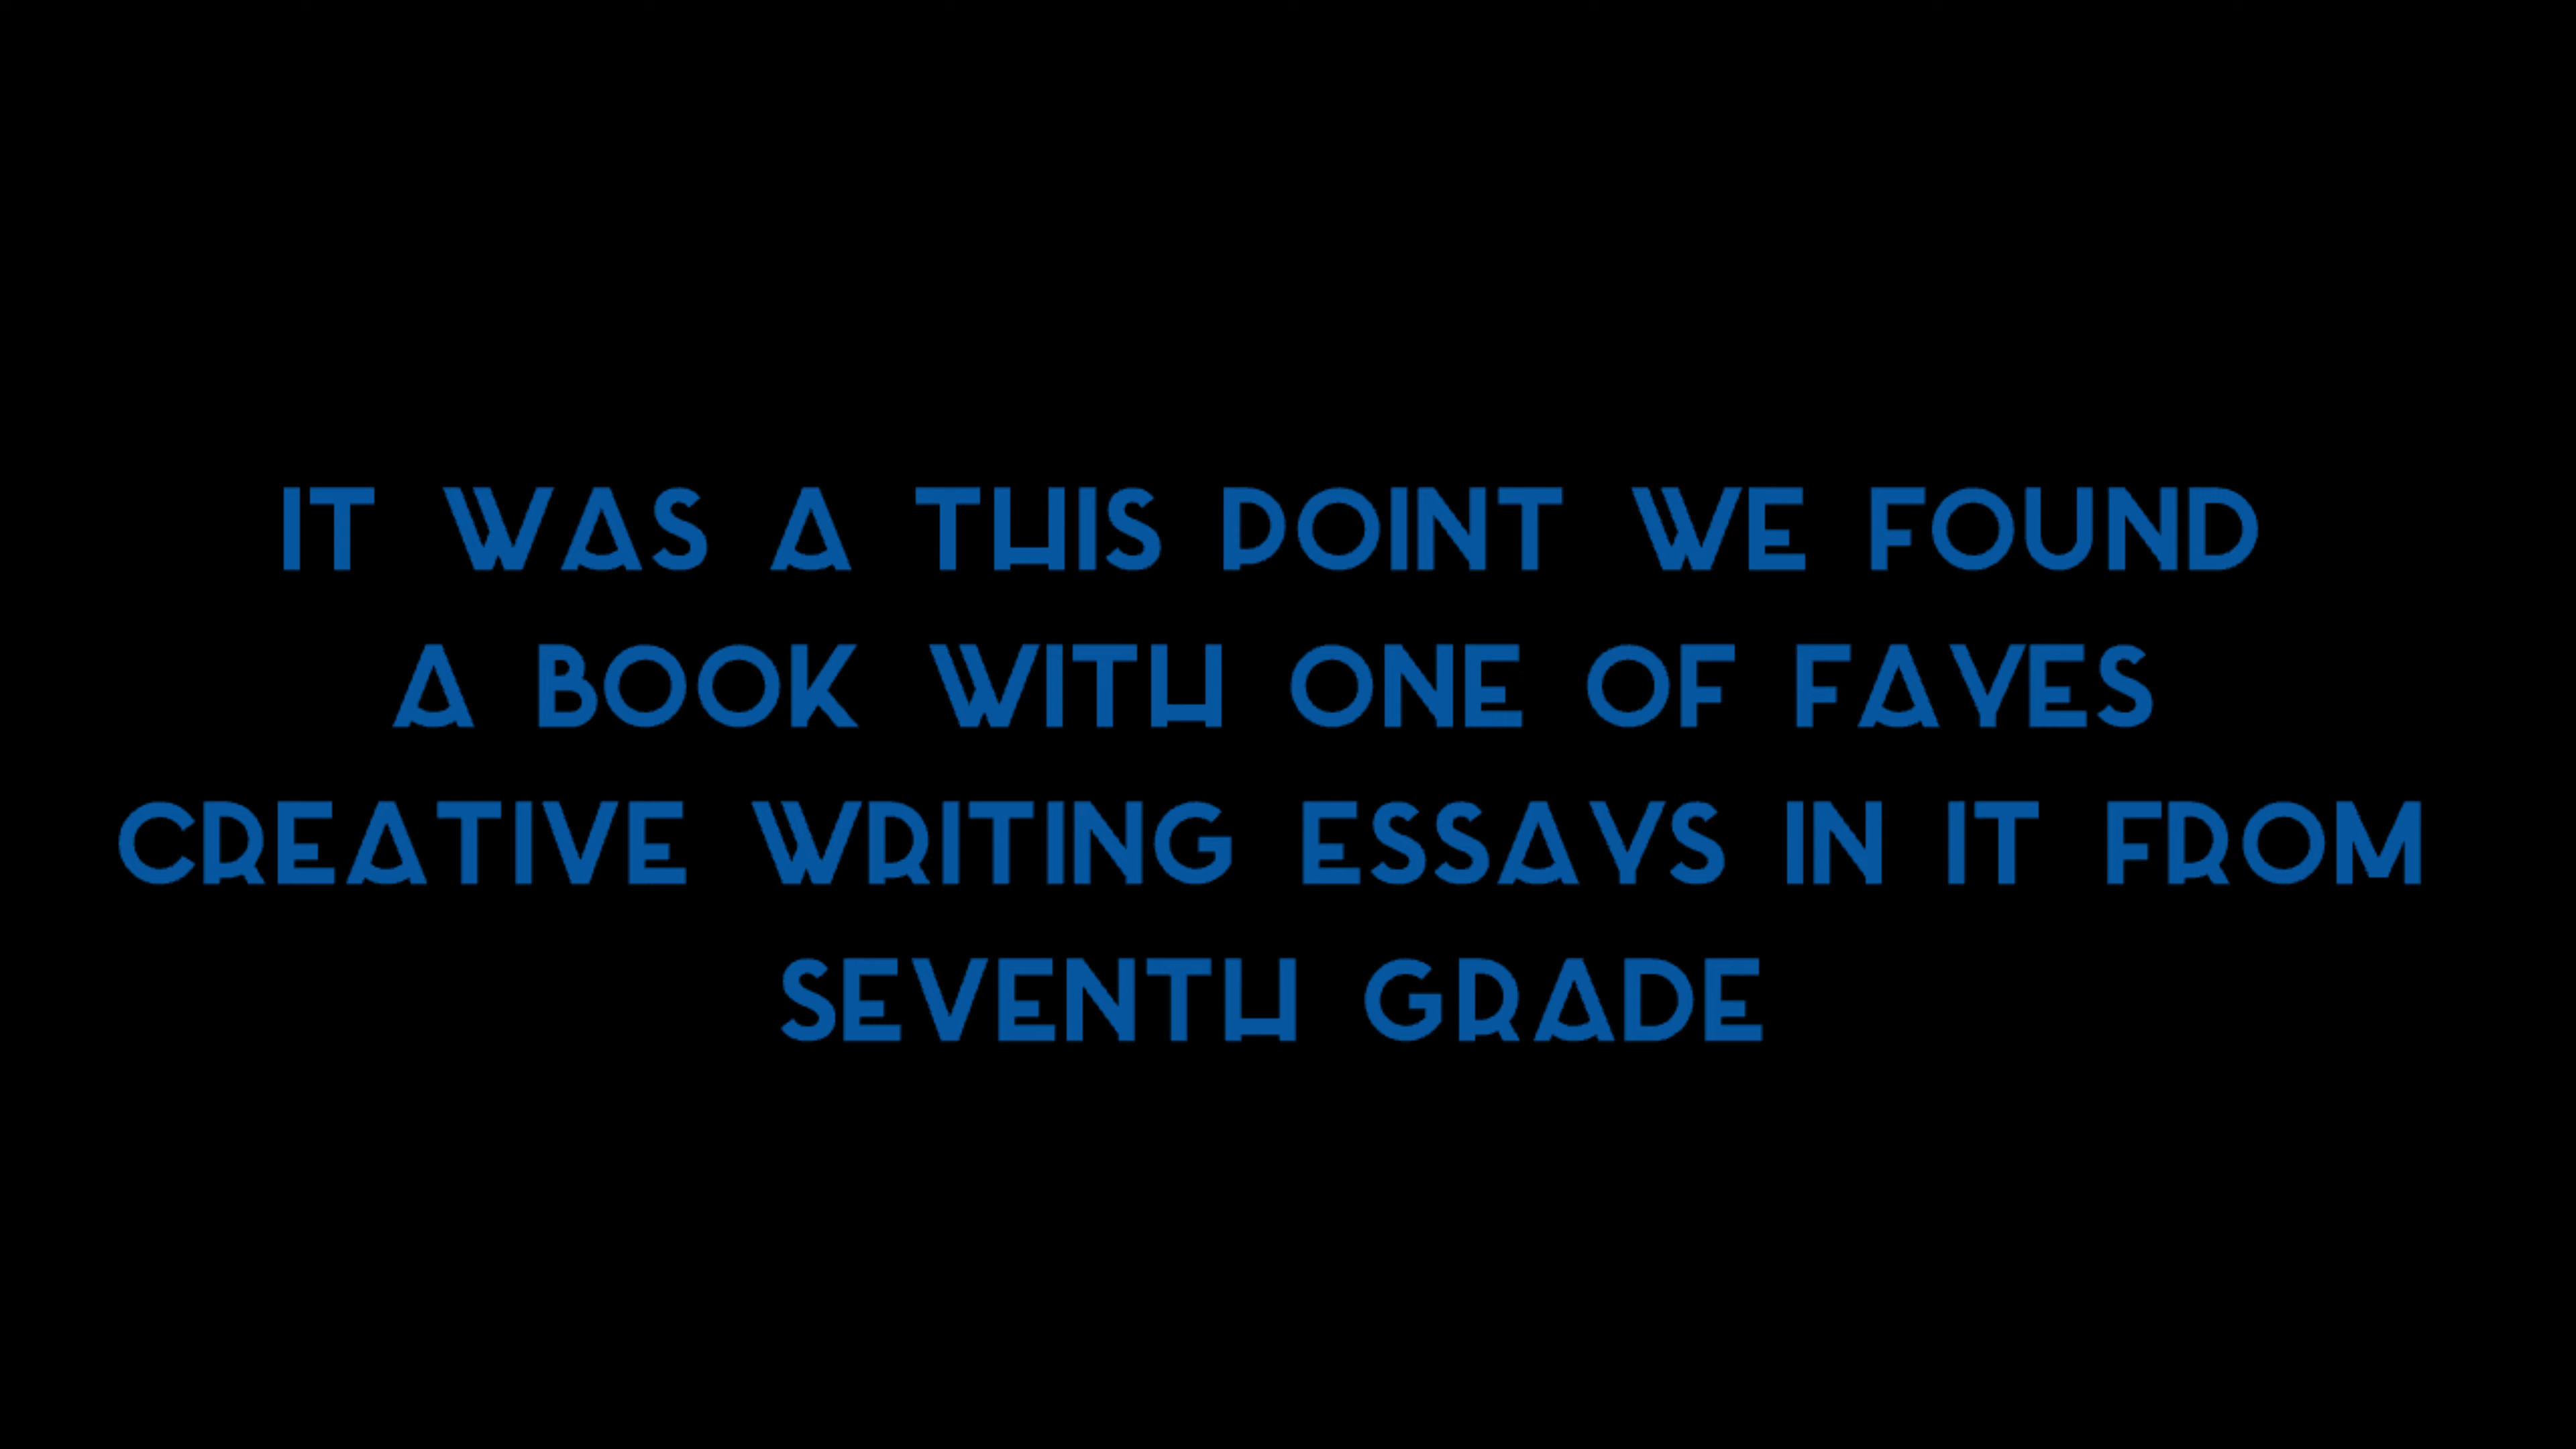 IT WAS A THIS POINT WE FOUND
A BOOK WITH ONE OF FAYES
CREATIVE WRITING ESSAYS IN IT FROM
SEVENTH GRADE